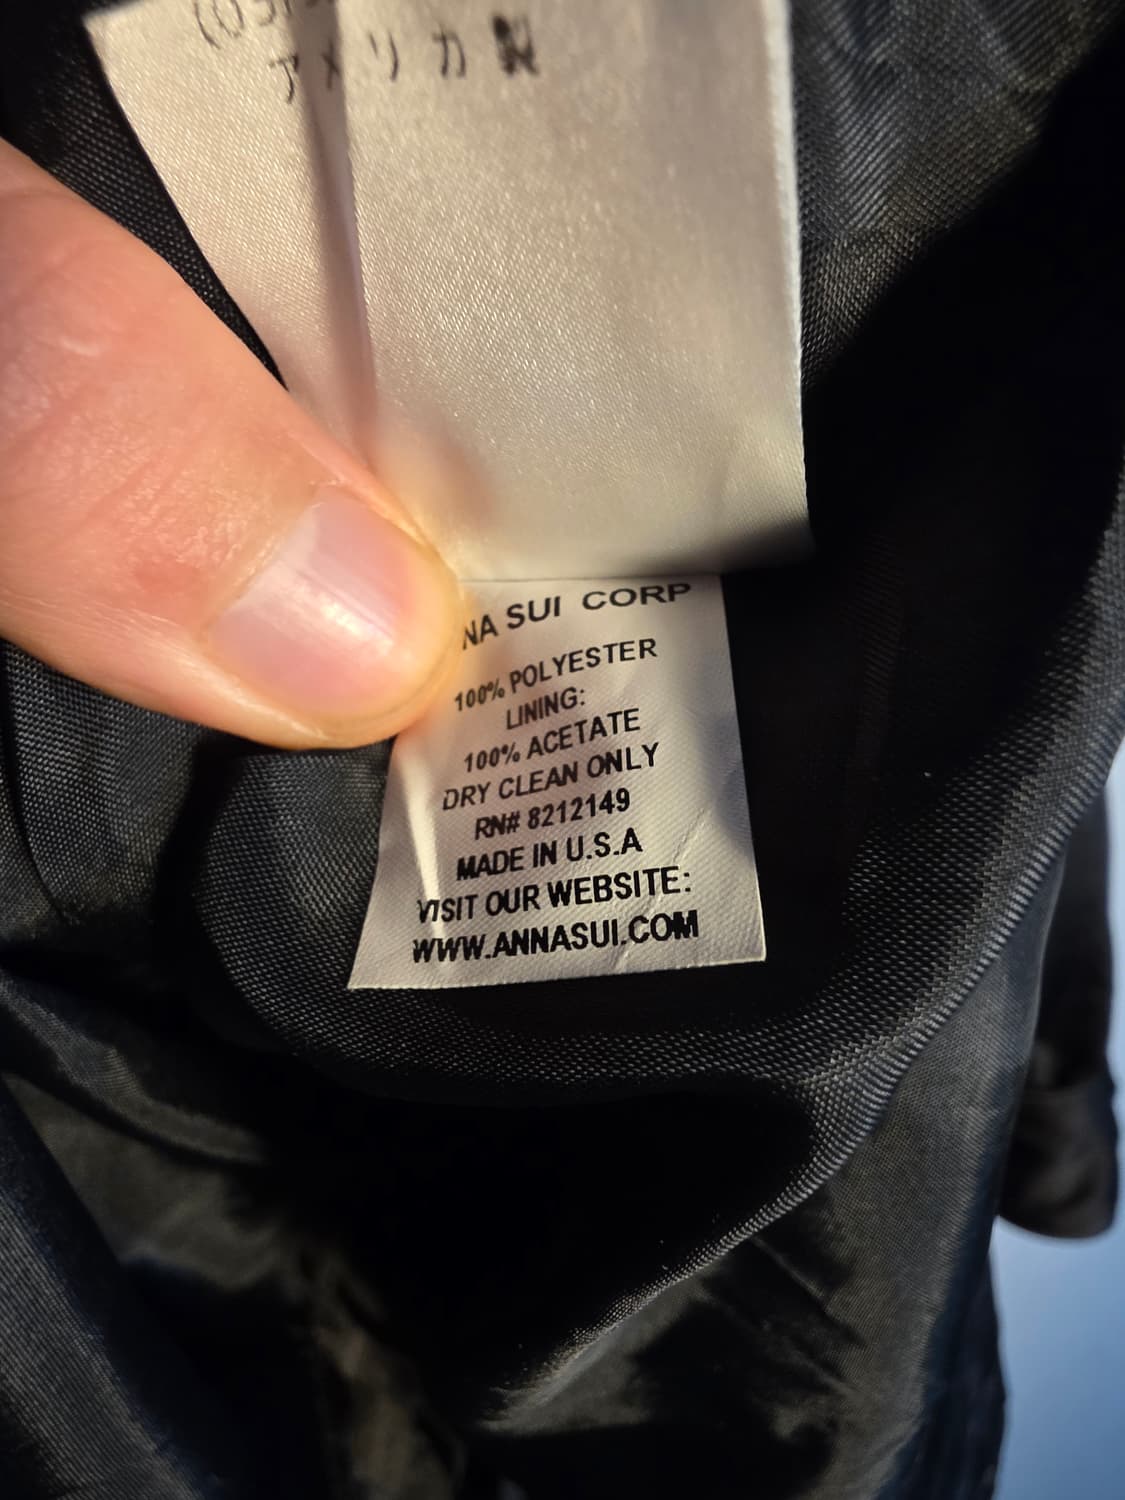 アメリカ製
NA SUI CORP
100% POLYESTER
LINING:
100% ACETATE
DRY CLEAN ONLY
RN# 8212149
MADE IN U.S.A
VISIT OUR WEBSITE:
WWW.ANNASUI.COM